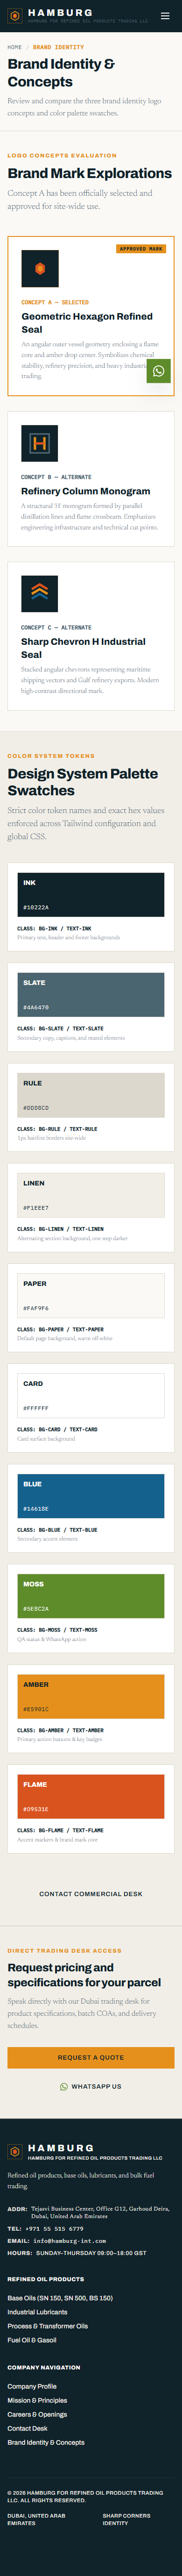 HAMBURG
HAMBURG FOR REFINED OIL PRODUCTS TRADING LLC
HOME / BRAND IDENTITY
Brand Identity &
Concepts
Review and compare the three brand identity logo
concepts and color palette swatches.
LOGO CONCEPTS EVALUATION
Brand Mark Explorations
Concept A has been officially selected and
approved for site-wide use.
APPROVED MARK
CONCEPT A — SELECTED
Geometric Hexagon Refined
Seal
An angular outer vessel geometry enclosing a flame
core and amber drop center. Symbolises chemical
stability, refinery precision, and heavy industrial
trading.
H
CONCEPT B — ALTERNATE
Refinery Column Monogram
A structural 'H' monogram formed by parallel
distillation lines and flame crossbeam. Emphasizes
engineering infrastructure and technical cut points.
CONCEPT C — ALTERNATE
Sharp Chevron H Industrial
Seal
Stacked angular chevrons representing maritime
shipping vectors and Gulf refinery exports. Modern
high-contrast directional mark.
COLOR SYSTEM TOKENS
Design System Palette
Swatches
Strict color token names and exact hex values
enforced across Tailwind configuration and
global CSS.
INK
#10222A
CLASS: BG-INK / TEXT-INK
Primary text, header and footer backgrounds
SLATE
#4A6470
CLASS: BG-SLATE / TEXT-SLATE
Secondary copy, captions, and muted elements
RULE
#DDD8CD
CLASS: BG-RULE / TEXT-RULE
1px hairline borders site-wide
LINEN
#F1EEE7
CLASS: BG-LINEN / TEXT-LINEN
Alternating section background, one step darker
PAPER
#FAF9F6
CLASS: BG-PAPER / TEXT-PAPER
Default page background, warm off-white
CARD
#FFFFFF
CLASS: BG-CARD / TEXT-CARD
Card surface background
BLUE
#14618E
CLASS: BG-BLUE / TEXT-BLUE
Secondary accent element
MOSS
#5E8C2A
CLASS: BG-MOSS / TEXT-MOSS
QA status & WhatsApp action
AMBER
#E5901C
CLASS: BG-AMBER / TEXT-AMBER
Primary action buttons & key badges
FLAME
#D9531E
CLASS: BG-FLAME / TEXT-FLAME
Accent markers & brand mark core
CONTACT COMMERCIAL DESK
DIRECT TRADING DESK ACCESS
Request pricing and
specifications for your parcel
Speak directly with our Dubai trading desk for
product specifications, batch COAs, and delivery
schedules.
REQUEST A QUOTE
WHATSAPP US
HAMBURG
HAMBURG FOR REFINED OIL PRODUCTS TRADING LLC
Refined oil products, base oils, lubricants, and bulk fuel
trading.
ADDR: Tejasvi Business Center, Office G12, Garhoud Deira,
Dubai, United Arab Emirates
TEL: +971 55 515 6779
EMAIL: info@hamburg-int.com
HOURS: SUNDAY–THURSDAY 09:00–18:00 GST
REFINED OIL PRODUCTS
Base Oils (SN 150, SN 500, BS 150)
Industrial Lubricants
Process & Transformer Oils
Fuel Oil & Gasoil
COMPANY NAVIGATION
Company Profile
Mission & Principles
Careers & Openings
Contact Desk
Brand Identity & Concepts
© 2026 HAMBURG FOR REFINED OIL PRODUCTS TRADING
LLC. ALL RIGHTS RESERVED.
DUBAI, UNITED ARAB
EMIRATES
SHARP CORNERS
IDENTITY